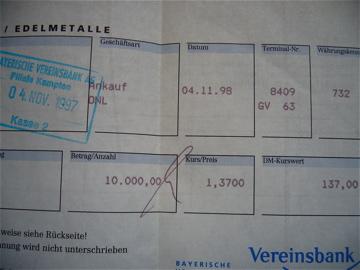 / EDELMETALLE
Geschäftsart
Datum
Terminal-Nr.
BAYERISCHE VEREINSBANK AG
Filiale Kempten
04. NOV. 1997
Kasse 2
Ankauf
ONL
04.11.98
8409
GV 63
732
Betrag/Anzahl
Kurs/Preis
DM-Kurswert
10.000,00
1,3700
137,00
weise siehe Rückseite!
nung wird nicht unterschrieben
BAYERISCHE
Vereinsbank